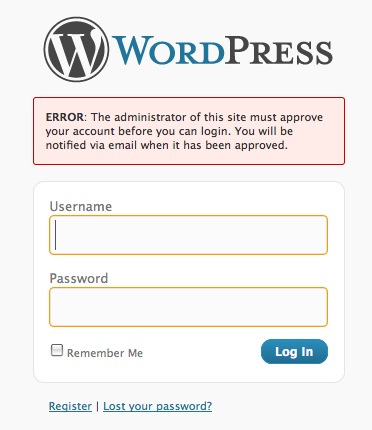 WORDPRESS
ERROR: The administrator of this site must approve
your account before you can login. You will be
notified via email when it has been approved.
Username
Password
Remember Me
Log In
Register | Lost your password?